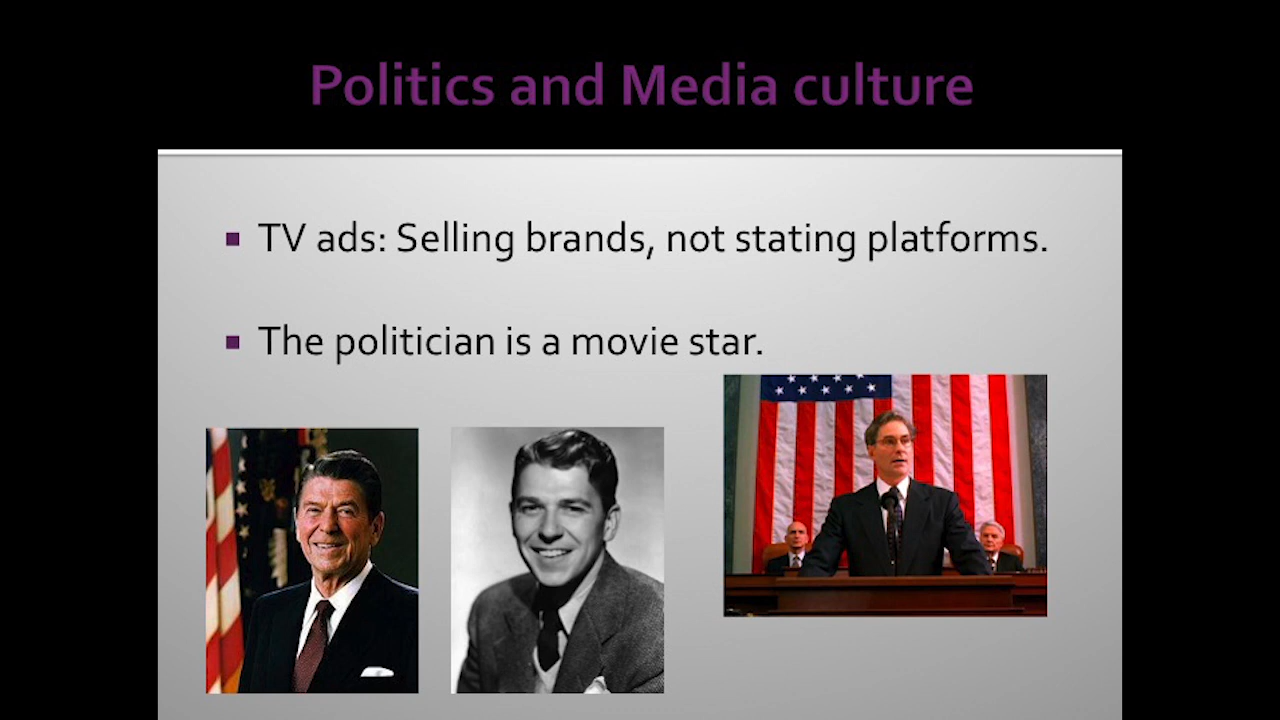 Politics and Media culture
TV ads: Selling brands, not stating platforms.
The politician is a movie star.